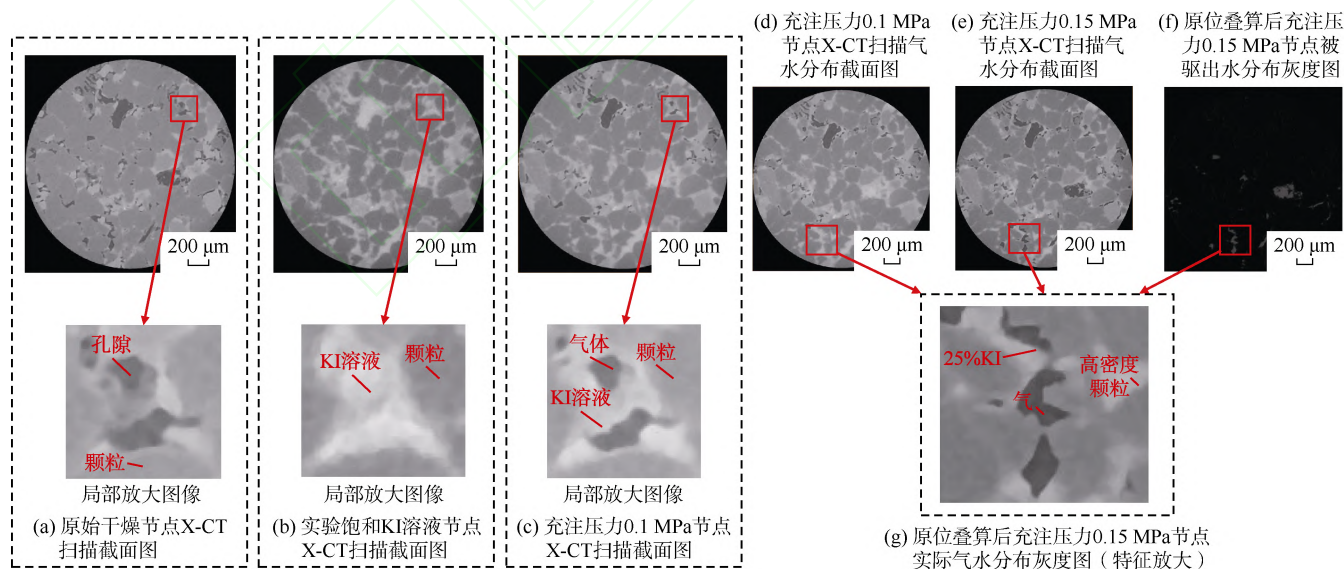 200 μm
孔隙
颗粒
局部放大图像
(a) 原始干燥节点X-CT
扫描截面图
200 μm
KI溶液
颗粒
局部放大图像
(b) 实验饱和KI溶液节点
X-CT扫描截面图
200 μm
气体
颗粒
KI溶液
局部放大图像
(c) 充注压力0.1 MPa节点
X-CT扫描截面图
(d) 充注压力0.1 MPa
节点X-CT扫描气
水分布截面图
200 μm
(e) 充注压力0.15 MPa
节点X-CT扫描气
水分布截面图
200 μm
(f) 原位叠算后充注压
力0.15 MPa节点被
驱出水分布灰度图
200 μm
25%KI
高密度
颗粒
气
(g) 原位叠算后充注压力0.15 MPa节点
实际气水分布灰度图（特征放大）